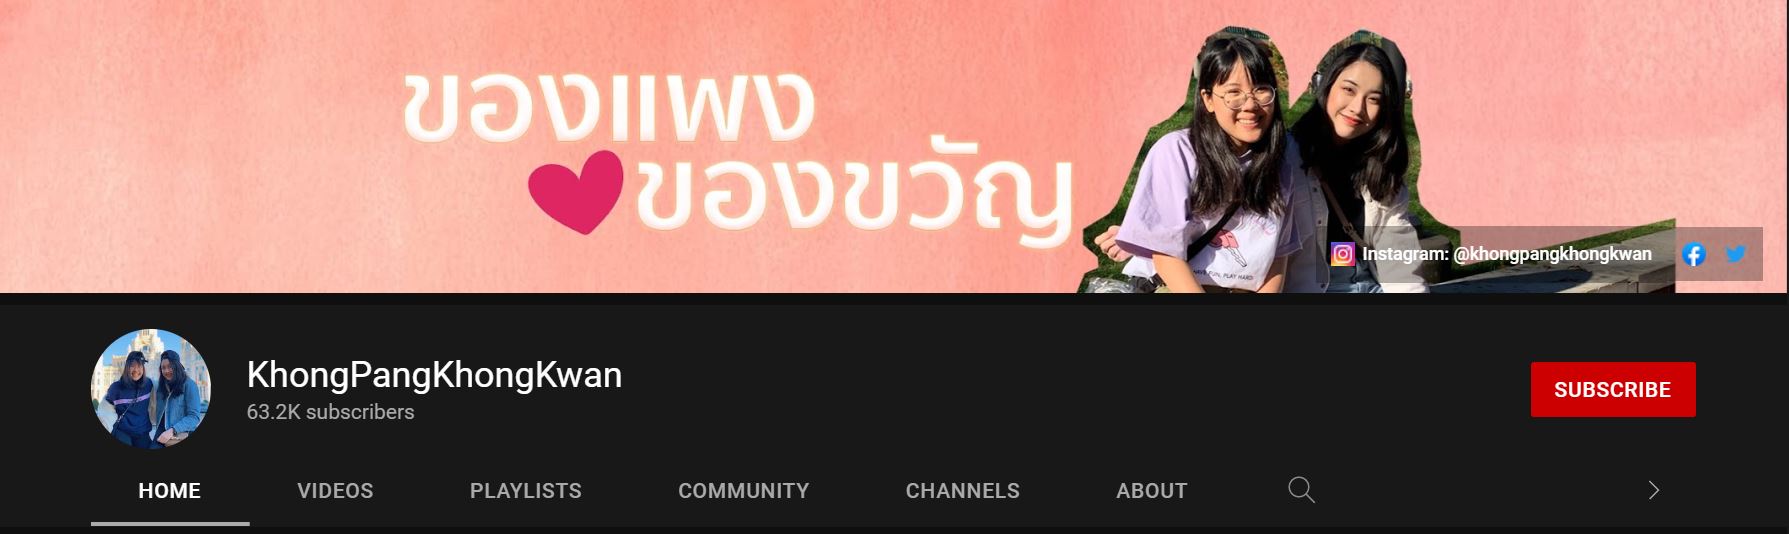 ของแพง
ของขวัญ
HAVE FUN, PLAY HARD!
Instagram: @khongpangkhongkwan
KhongPangKhongKwan
63.2K subscribers
SUBSCRIBE
HOME VIDEOS PLAYLISTS COMMUNITY CHANNELS ABOUT